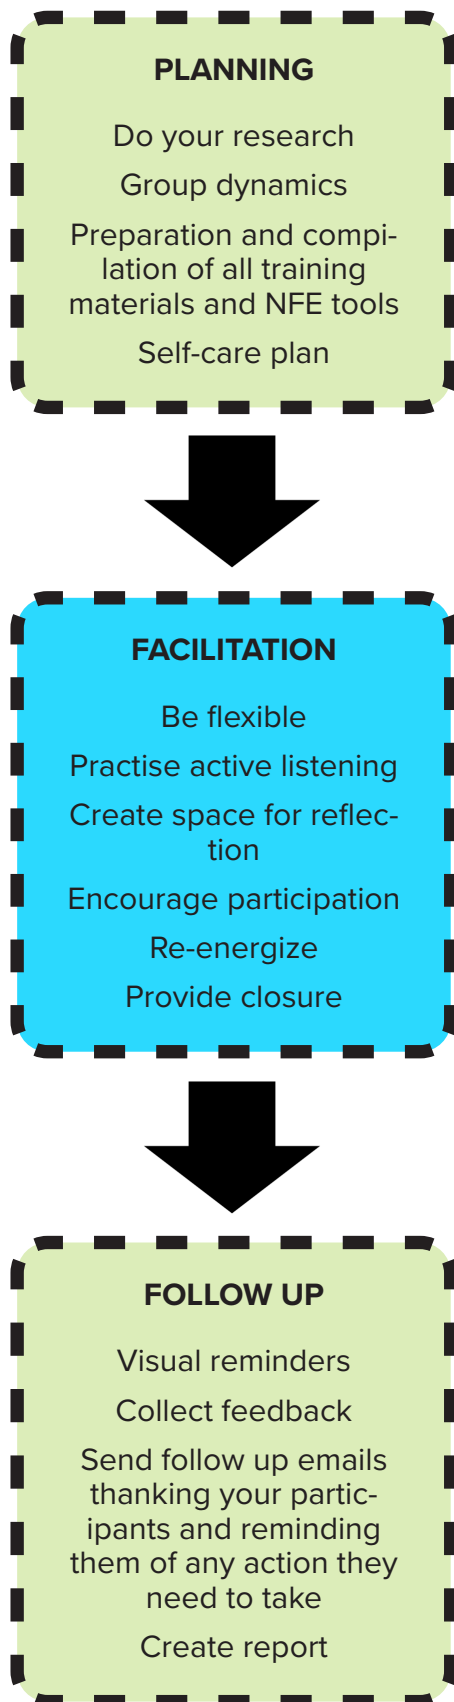 PLANNING
Do your research
Group dynamics
Preparation and compi-
lation of all training
materials and NFE tools
Self-care plan
FACILITATION
Be flexible
Practise active listening
Create space for reflec-
tion
Encourage participation
Re-energize
Provide closure
FOLLOW UP
Visual reminders
Collect feedback
Send follow up emails
thanking your partic-
ipants and reminding
them of any action they
need to take
Create report